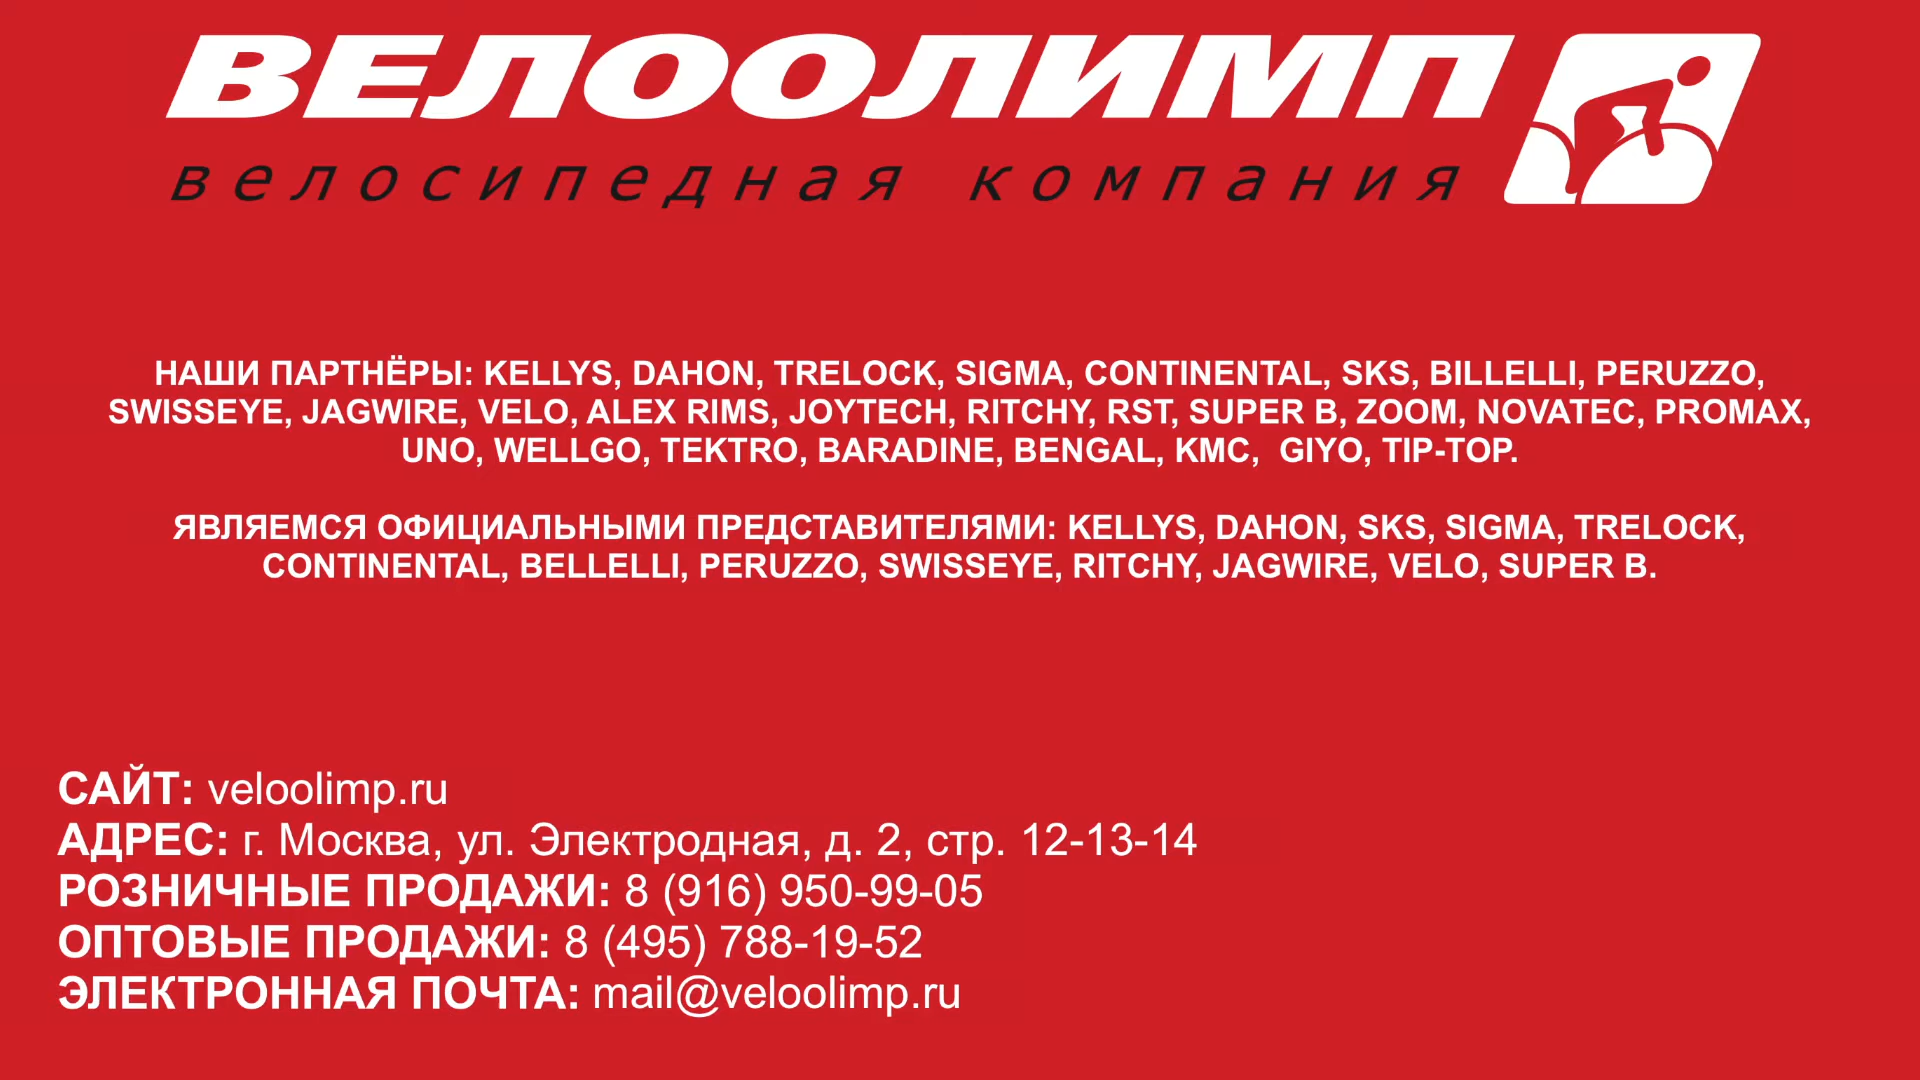 ВЕЛООЛИМП
велосипедная компания
НАШИ ПАРТНЁРЫ: KELLYS, DAHON, TRELOCK, SIGMA, CONTINENTAL, SKS, BILLELLI, PERUZZO,
SWISSEYE, JAGWIRE, VELO, ALEX RIMS, JOYTECH, RITCHY, RST, SUPER B, ZOOM, NOVATEC, PROMAX,
UNO, WELLGO, TEKTRO, BARADINE, BENGAL, KMC, GIYO, TIP-TOP.
ЯВЛЯЕМСЯ ОФИЦИАЛЬНЫМИ ПРЕДСТАВИТЕЛЯМИ: KELLYS, DAHON, SKS, SIGMA, TRELOCK,
CONTINENTAL, BELLELLI, PERUZZO, SWISSEYE, RITCHY, JAGWIRE, VELO, SUPER B.
САЙТ: veloolimp.ru
АДРЕС: г. Москва, ул. Электродная, д. 2, стр. 12-13-14
РОЗНИЧНЫЕ ПРОДАЖИ: 8 (916) 950-99-05
ОПТОВЫЕ ПРОДАЖИ: 8 (495) 788-19-52
ЭЛЕКТРОННАЯ ПОЧТА: mail@veloolimp.ru